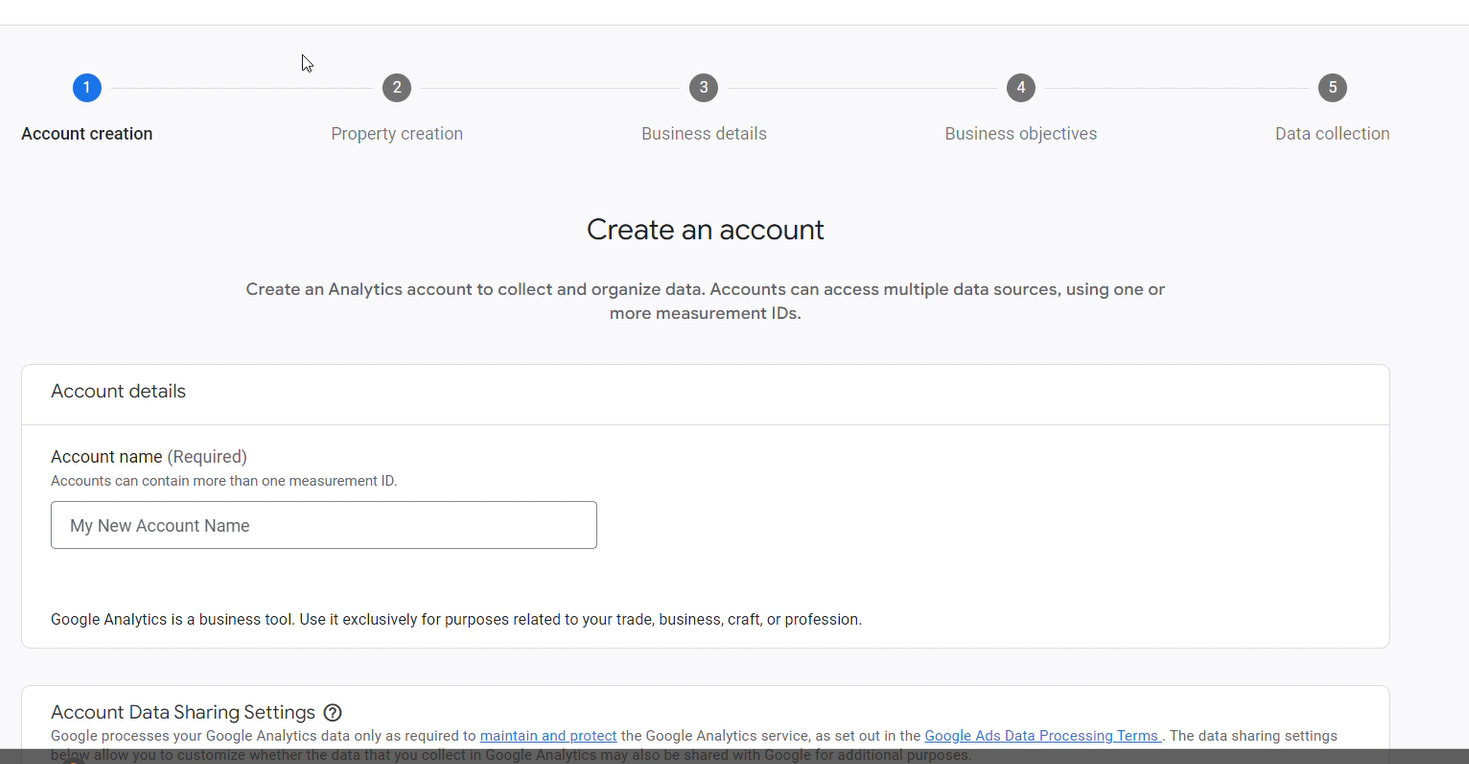 1
2
3
4
5
Account creation
Property creation
Business details
Business objectives
Data collection
Create an account
Create an Analytics account to collect and organize data. Accounts can access multiple data sources, using one or
more measurement IDs.
Account details
Account name (Required)
Accounts can contain more than one measurement ID.
My New Account Name
Google Analytics is a business tool. Use it exclusively for purposes related to your trade, business, craft, or profession.
Account Data Sharing Settings ?
Google processes your Google Analytics data only as required to maintain and protect the Google Analytics service, as set out in the Google Ads Data Processing Terms . The data sharing settings
below allow you to customize whether the data that you collect in Google Analytics may also be shared with Google for additional purposes.